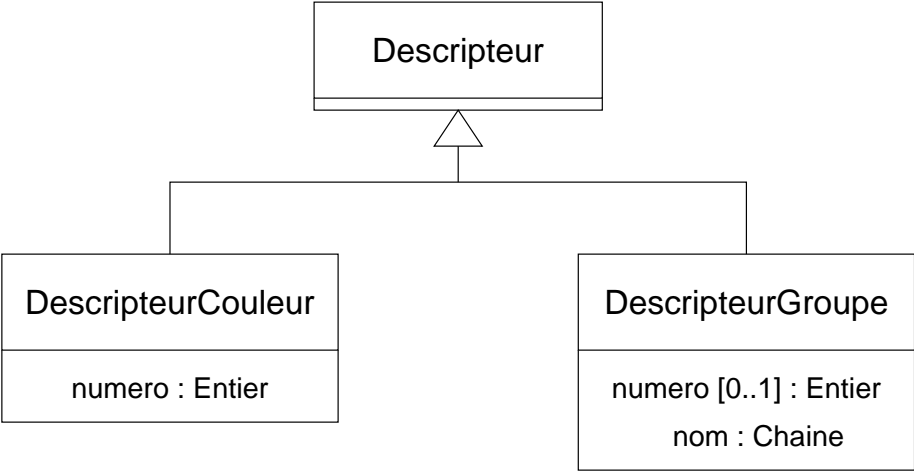 Descripteur
DescripteurCouleur
numero : Entier
DescripteurGroupe
numero [0..1] : Entier
nom : Chaine